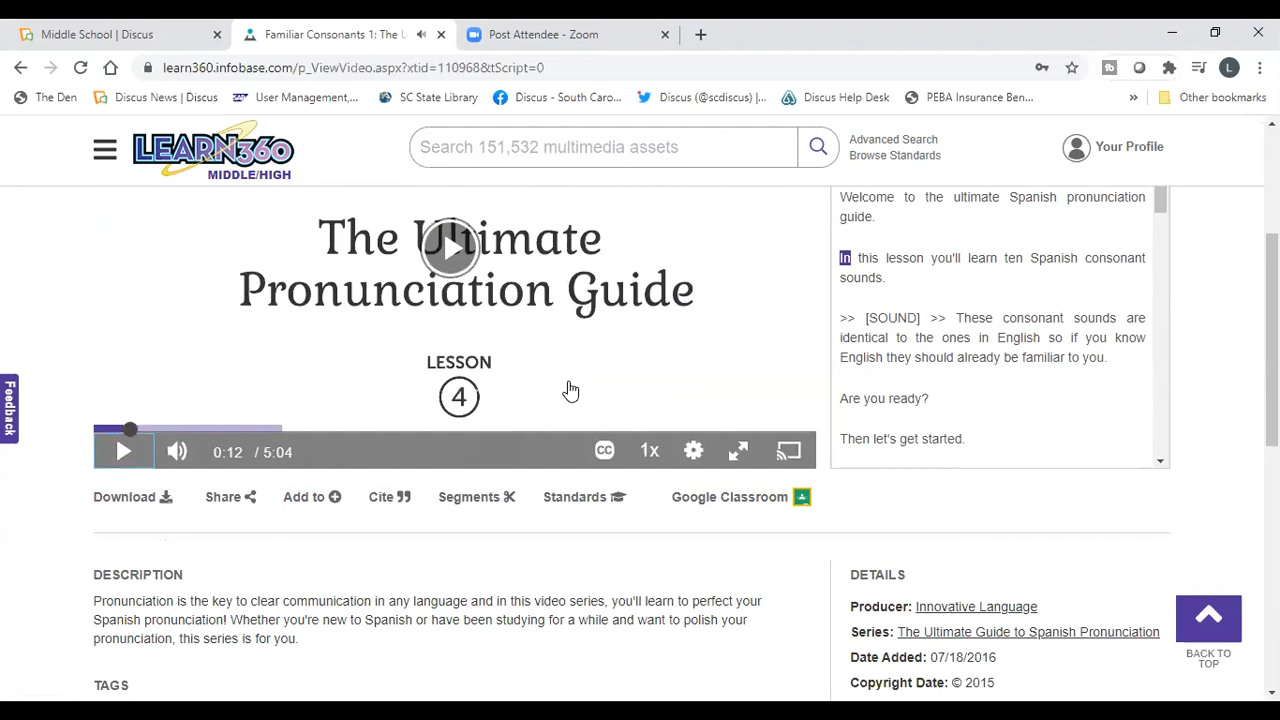 Middle School | Discus
Familiar Consonants 1: The U
Post Attendee - Zoom
learn360.infobase.com/p_ViewVideo.aspx?xtid=110968&tScript=0
L
The Den
Discus News | Discus
User Management,...
SC State Library
Discus - South Caro...
Discus (@scdiscus) |...
Discus Help Desk
PEBA Insurance Ben...
» Other bookmarks
LEARN360
MIDDLE/HIGH
Search 151,532 multimedia assets
Advanced Search
Browse Standards
Your Profile
The Ultimate
Pronunciation Guide
LESSON
4
Welcome to the ultimate Spanish pronunciation
guide.
In this lesson you'll learn ten Spanish consonant
sounds.
>> [SOUND] >> These consonant sounds are
identical to the ones in English so if you know
English they should already be familiar to you.
Are you ready?
Then let's get started.
Feedback
0:12 / 5:04
CC
1x
Download
Share
Add to
Cite
Segments
Standards
Google Classroom
DESCRIPTION
Pronunciation is the key to clear communication in any language and in this video series, you'll learn to perfect your
Spanish pronunciation! Whether you're new to Spanish or have been studying for a while and want to polish your
pronunciation, this series is for you.
TAGS
DETAILS
Producer: Innovative Language
Series: The Ultimate Guide to Spanish Pronunciation
Date Added: 07/18/2016
Copyright Date: © 2015
BACK TO
TOP